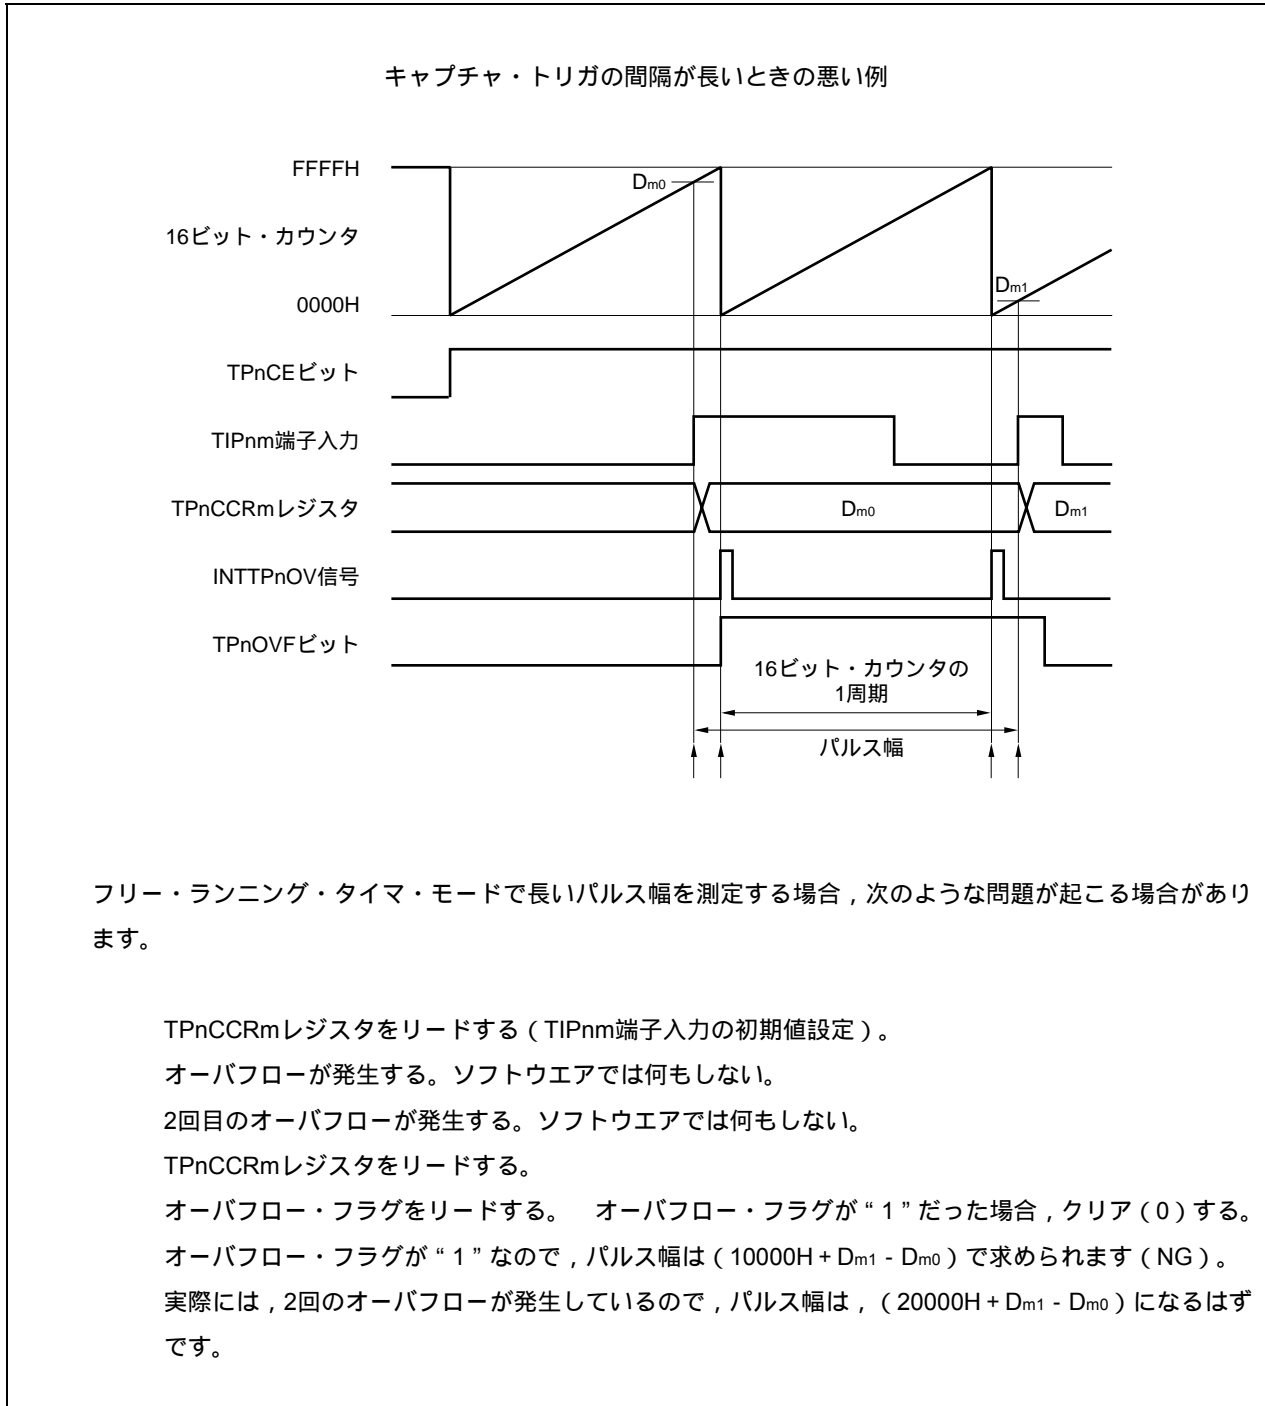 キャプチャ・トリガの間隔が長いときの悪い例
FFFFH
Dm0
16ビット・カウンタ
Dm1
0000H
TPnCEビット
TIPnm端子入力
TPnCCRmレジスタ
Dm0
Dm1
INTTPnOV信号
TPnOVFビット
16ビット・カウンタの
1周期
パルス幅
フリー・ランニング・タイマ・モードで長いパルス幅を測定する場合，次のような問題が起こる場合があり
ます。
TPnCCRmレジスタをリードする（TIPnm端子入力の初期値設定）。
オーバフローが発生する。ソフトウエアでは何もしない。
2回目のオーバフローが発生する。ソフトウエアでは何もしない。
TPnCCRmレジスタをリードする。
オーバフロー・フラグをリードする。　オーバフロー・フラグが“1”だった場合，クリア（0）する。
オーバフロー・フラグが“1”なので，パルス幅は（10000H + Dm1 - Dm0）で求められます（NG）。
実際には，2回のオーバフローが発生しているので，パルス幅は，（20000H + Dm1 - Dm0）になるはず
です。